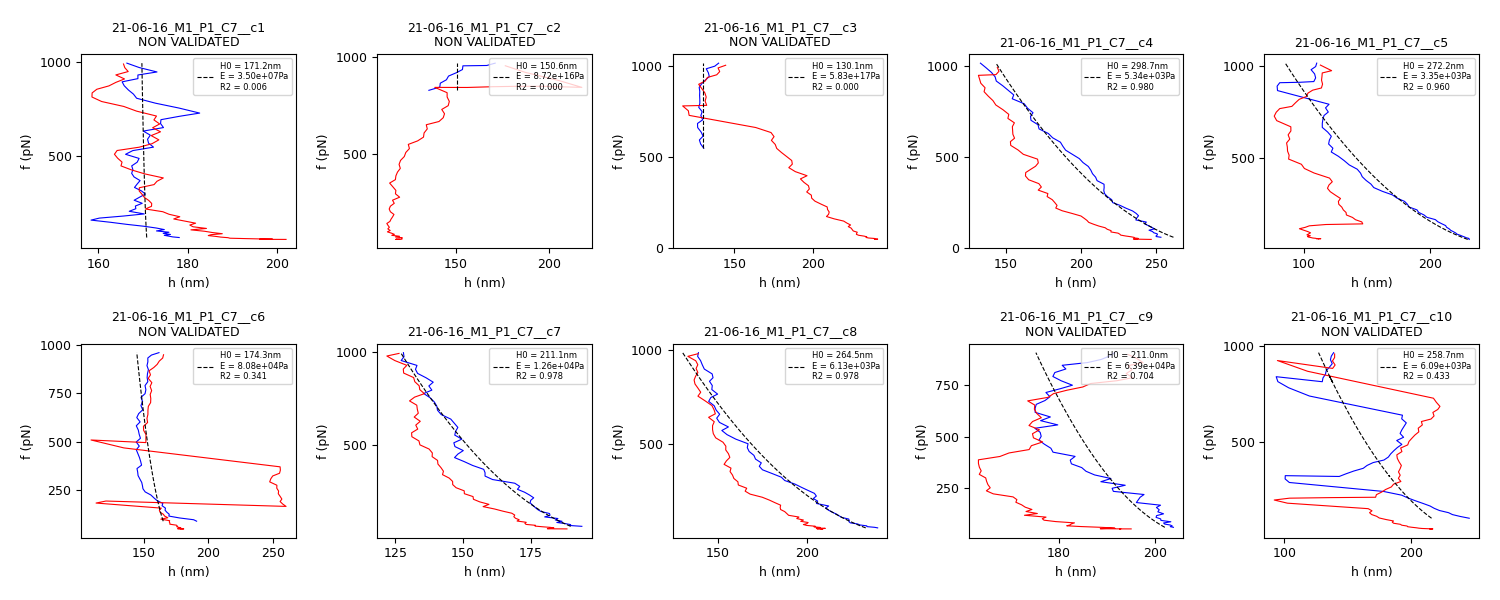 21-06-16_M1_P1_C7__c1
NON VALIDATED
H0 = 171.2nm
E = 3.50e+07Pa
R2 = 0.006
1000
500
f (pN)
160
180
200
h (nm)
21-06-16_M1_P1_C7__c2
NON VALIDATED
H0 = 150.6nm
E = 8.72e+16Pa
R2 = 0.000
1000
500
f (pN)
150
200
h (nm)
21-06-16_M1_P1_C7__c3
NON VALIDATED
H0 = 130.1nm
E = 5.83e+17Pa
R2 = 0.000
1000
500
0
f (pN)
150
200
h (nm)
21-06-16_M1_P1_C7__c4
H0 = 298.7nm
E = 5.34e+03Pa
R2 = 0.980
1000
500
0
f (pN)
150
200
250
h (nm)
21-06-16_M1_P1_C7__c5
H0 = 272.2nm
E = 3.35e+03Pa
R2 = 0.960
1000
500
f (pN)
100
200
h (nm)
21-06-16_M1_P1_C7__c6
NON VALIDATED
H0 = 174.3nm
E = 8.08e+04Pa
R2 = 0.341
1000
750
500
250
f (pN)
150
200
250
h (nm)
21-06-16_M1_P1_C7__c7
H0 = 211.1nm
E = 1.26e+04Pa
R2 = 0.978
1000
500
f (pN)
125
150
175
h (nm)
21-06-16_M1_P1_C7__c8
H0 = 264.5nm
E = 6.13e+03Pa
R2 = 0.978
1000
500
f (pN)
150
200
h (nm)
21-06-16_M1_P1_C7__c9
NON VALIDATED
H0 = 211.0nm
E = 6.39e+04Pa
R2 = 0.704
750
500
250
f (pN)
180
200
h (nm)
21-06-16_M1_P1_C7__c10
NON VALIDATED
H0 = 258.7nm
E = 6.09e+03Pa
R2 = 0.433
1000
500
f (pN)
100
200
h (nm)